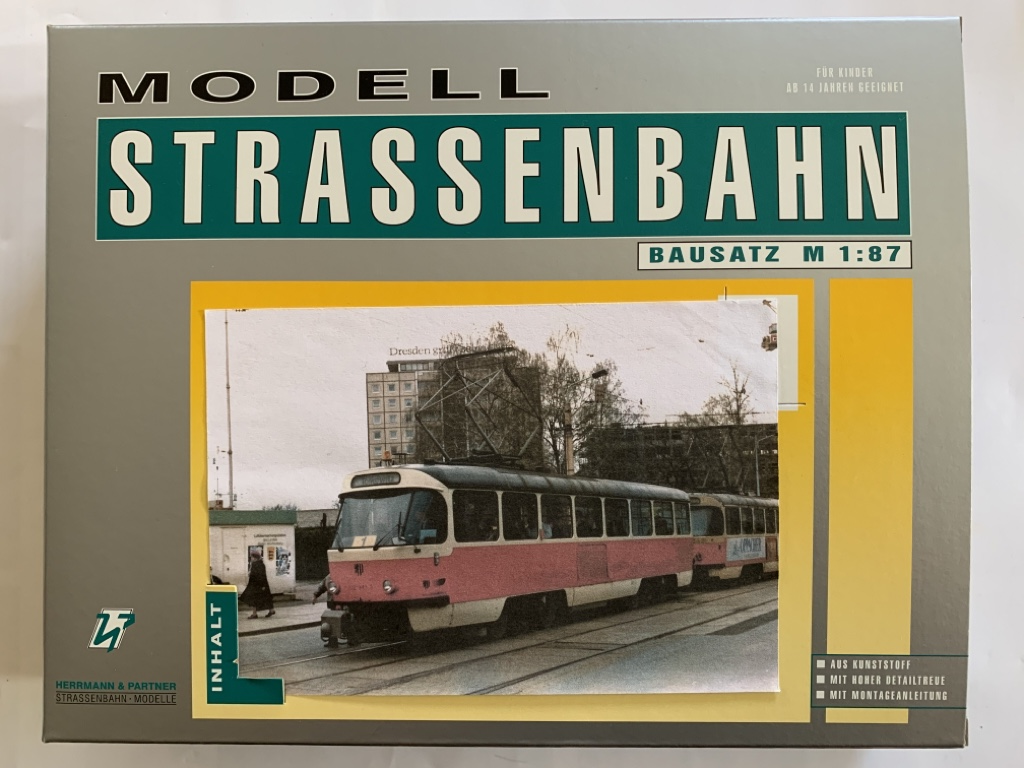 MODELL
FÜR KINDER
AB 14 JAHREN GEEIGNET
STRASSENBAHN
BAUSATZ M 1:87
Dresden
INHALT
HERRMANN & PARTNER
STRASSENBAHN · MODELLE
AUS KUNSTSTOFF
MIT HOHER DETAILTREUE
MIT MONTAGEANLEITUNG